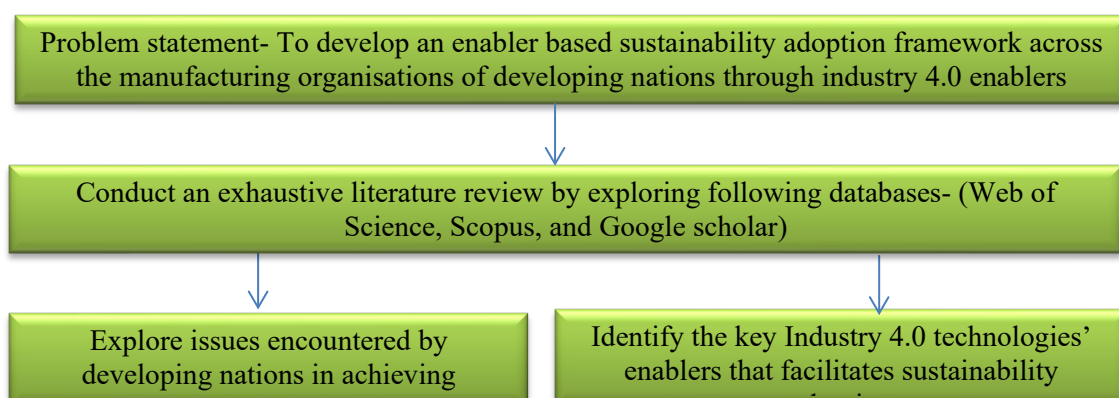 Problem statement- To develop an enabler based sustainability adoption framework across
the manufacturing organisations of developing nations through industry 4.0 enablers
Conduct an exhaustive literature review by exploring following databases- (Web of
Science, Scopus, and Google scholar)
Explore issues encountered by
developing nations in achieving
Identify the key Industry 4.0 technologies’
enablers that facilitates sustainability